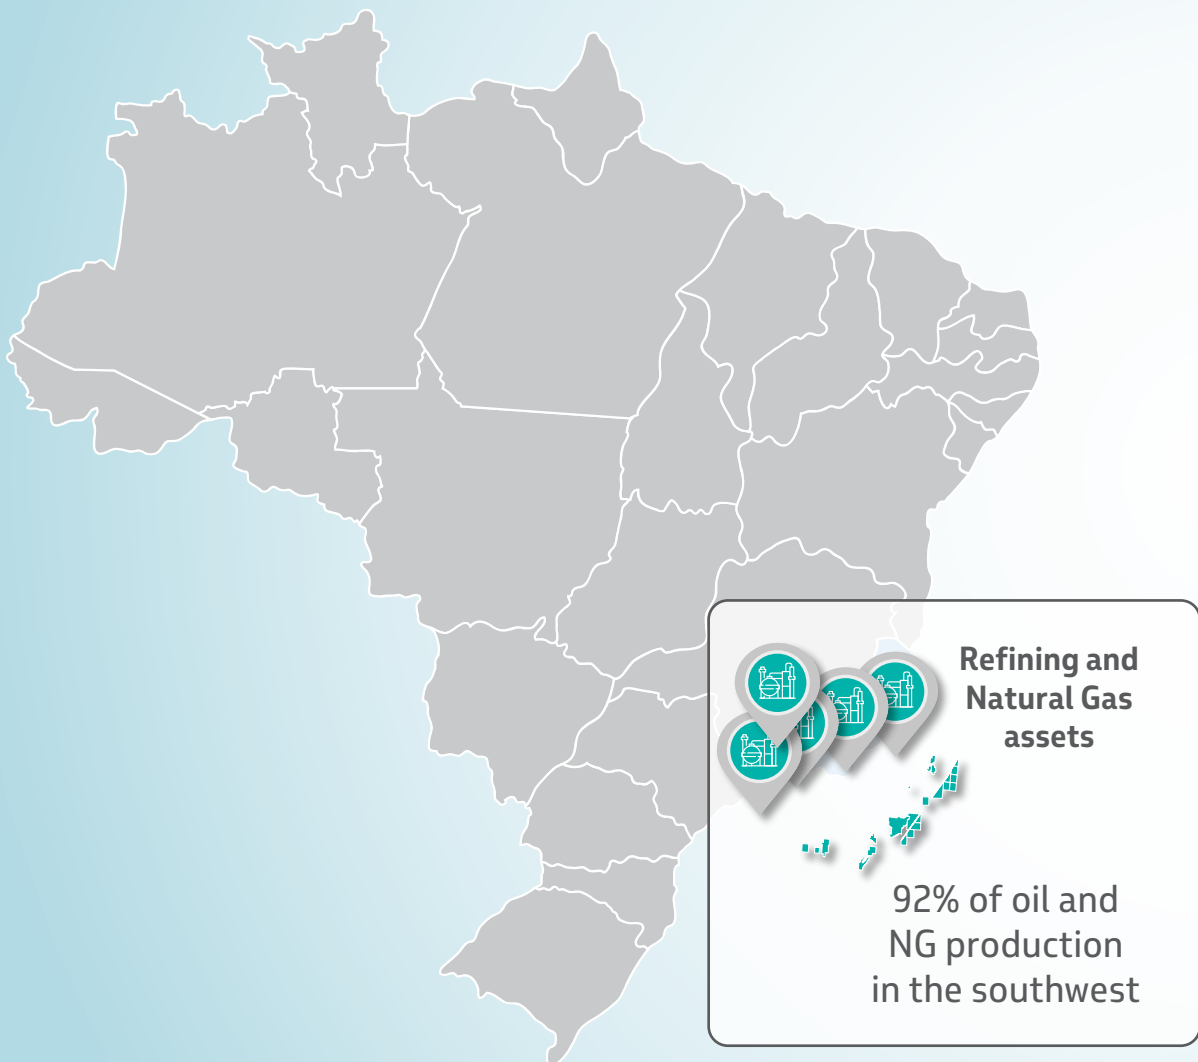 Refining and
Natural Gas
assets
92% of oil and
NG production
in the southwest